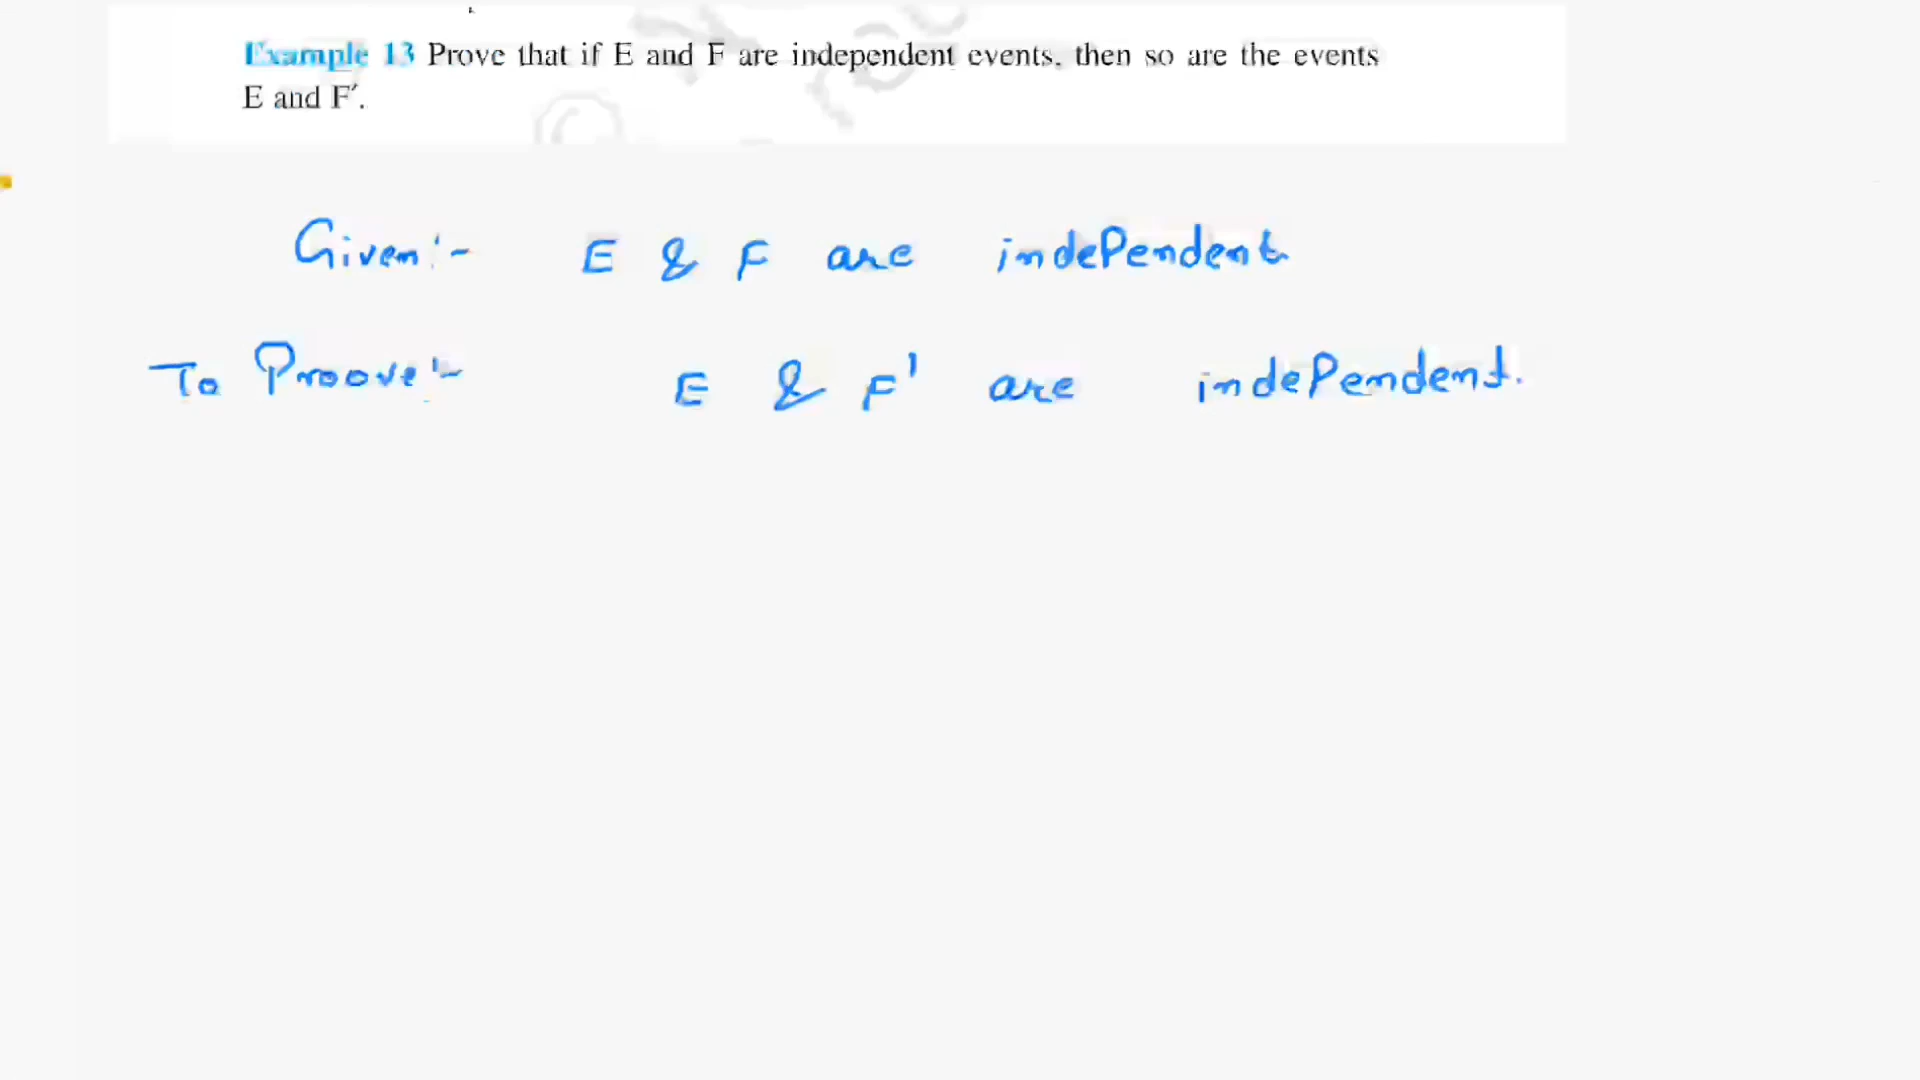 Example 13 Prove that if E and F are independent events, then so are the events
E and F′.
Given:- E & F are independent
To Proove:- E & F' are independent.